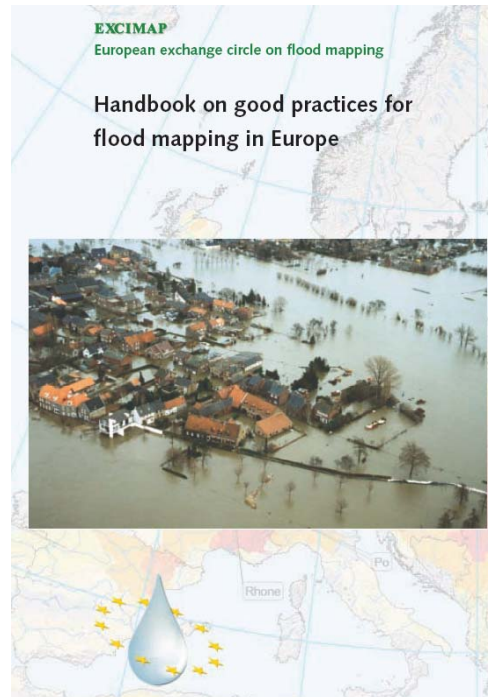 EXCIMAP
European exchange circle on flood mapping
Handbook on good practices for
flood mapping in Europe
Po
Rhone